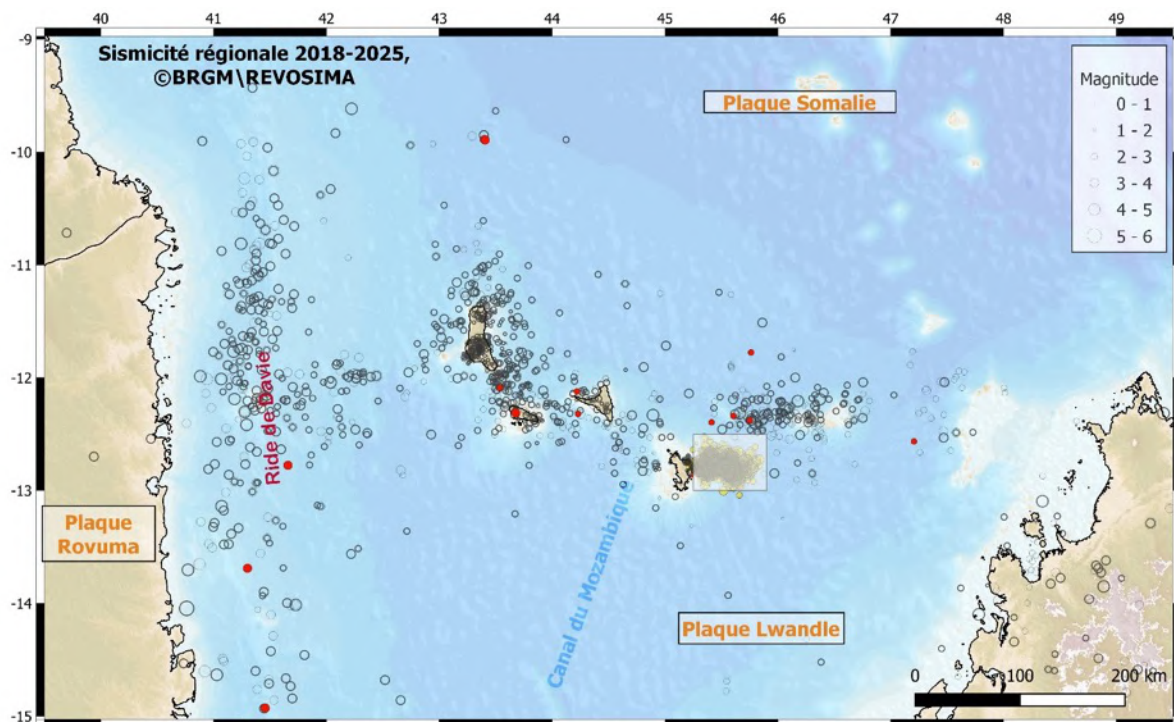 40 41 42 43 44 45 46 47 48 49
-9
Sismicité régionale 2018-2025,
©BRGM\REVOSIMA
Plaque Somalie
Magnitude
0 - 1
1 - 2
2 - 3
3 - 4
4 - 5
5 - 6
-10
-11
-12
Ride de Davie
-13
Plaque
Rovuma
Canal du Mozambique
-14
Plaque Lwandle
0 100 200 km
-15